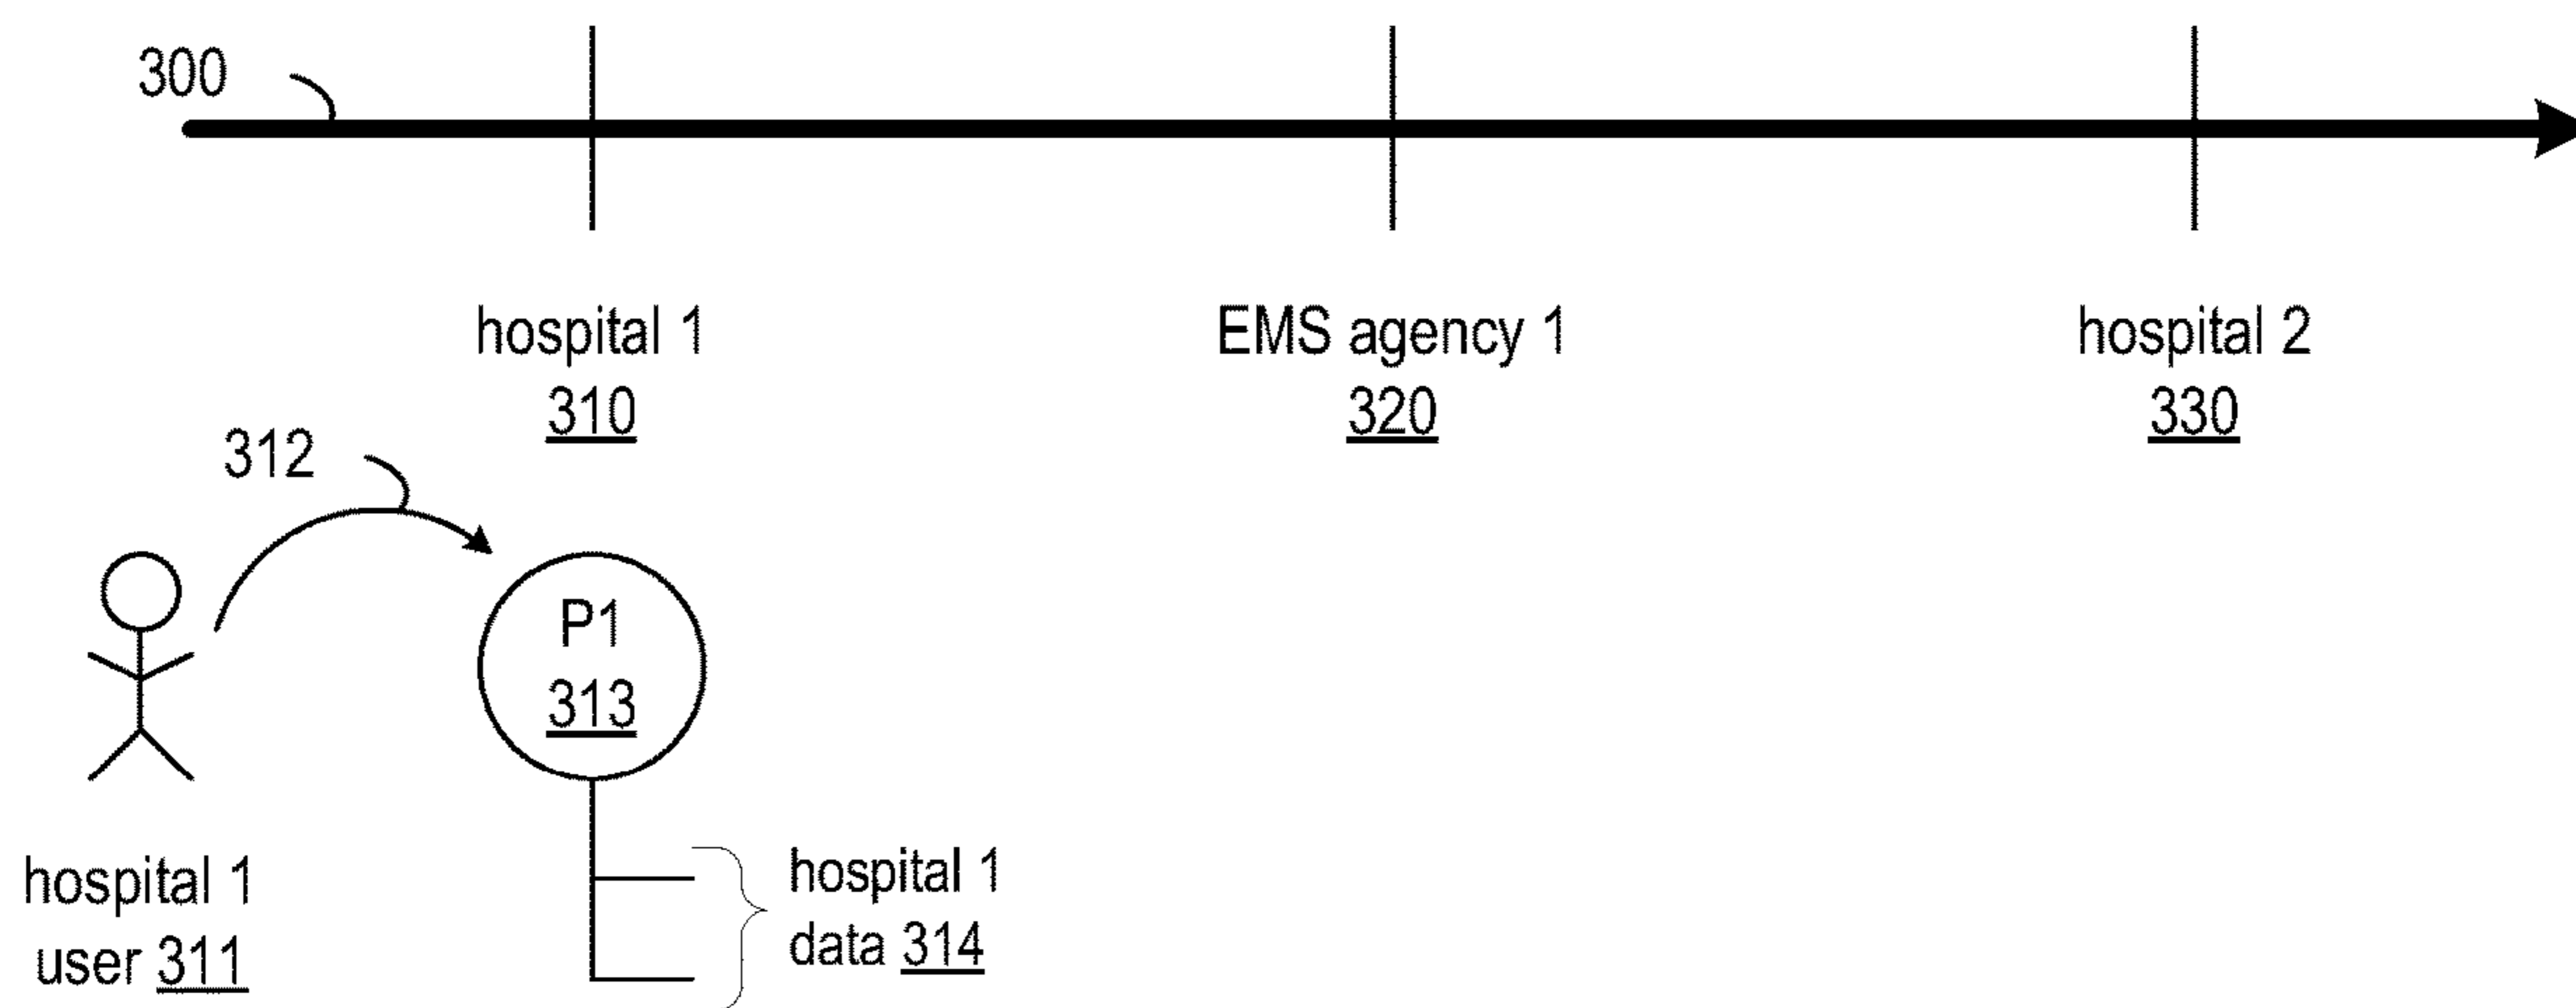 300
hospital 1
310
EMS agency 1
320
hospital 2
330
312
P1
313
hospital 1
user 311
hospital 1
data 314